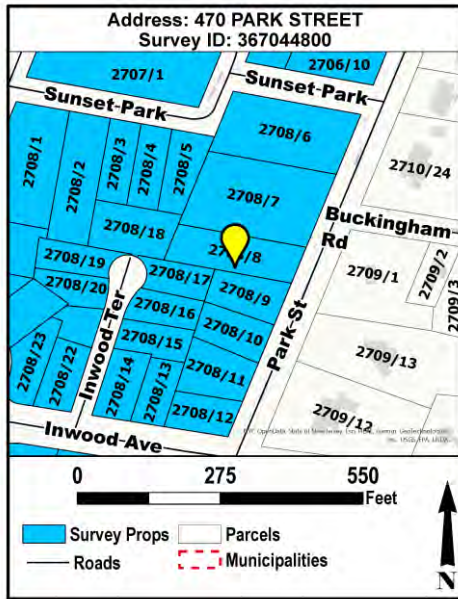 Address: 470 PARK STREET
Survey ID: 367044800
2707/1
2706/10
Sunset Park
Sunset Park
2708/1
2708/2
2708/3
2708/4
2708/5
2708/6
2710/24
2708/7
2708/18
Buckingham
Rd
2708/8
2708/19
2708/17
2708/20
2708/9
2709/1
2709/2
2709/3
2708/16
Inwood Ter
2708/10
Park St
2708/15
2708/23
2708/22
2708/14
2708/13
2708/11
2709/13
2708/12
2709/12
Inwood Ave
0 275 550
Feet
Survey Props
Parcels
Roads
Municipalities
N